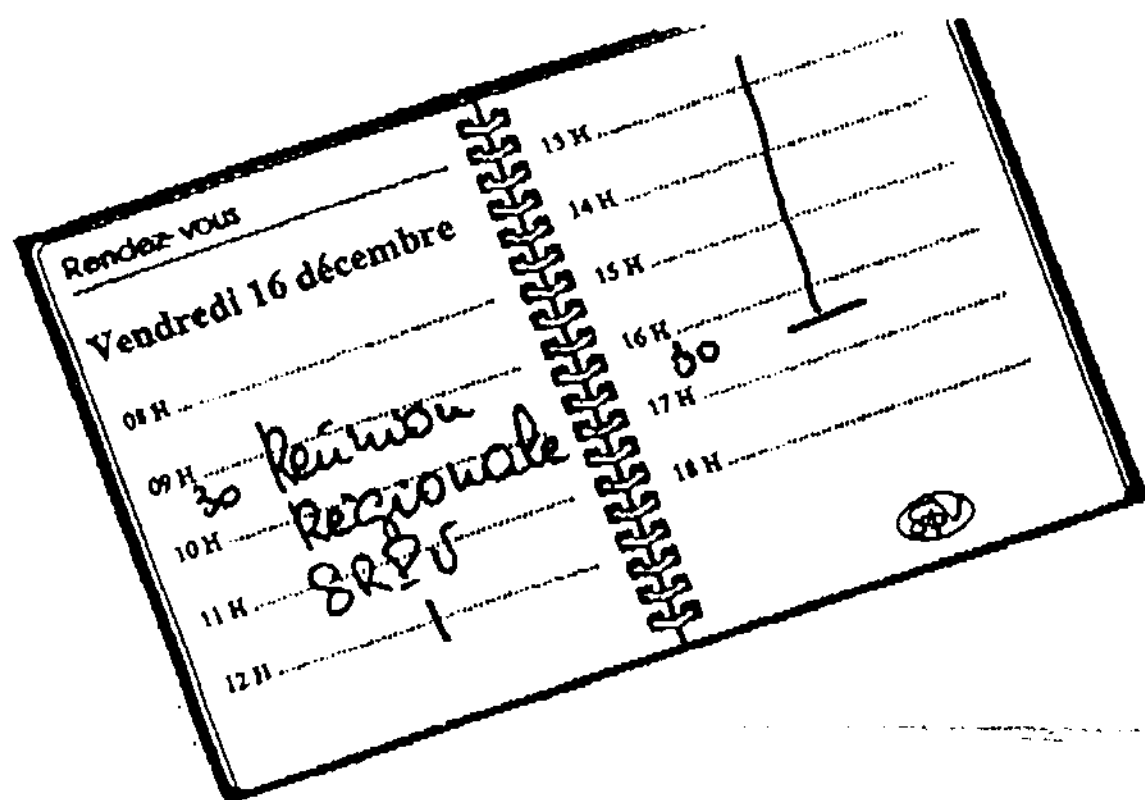 Rendez-vous
Vendredi 16 décembre
08 H
09 H 30 Réunion
Régionale
10 H
SRPV
11 H
12 H
13 H
14 H
15 H
16 H 30
17 H
18 H